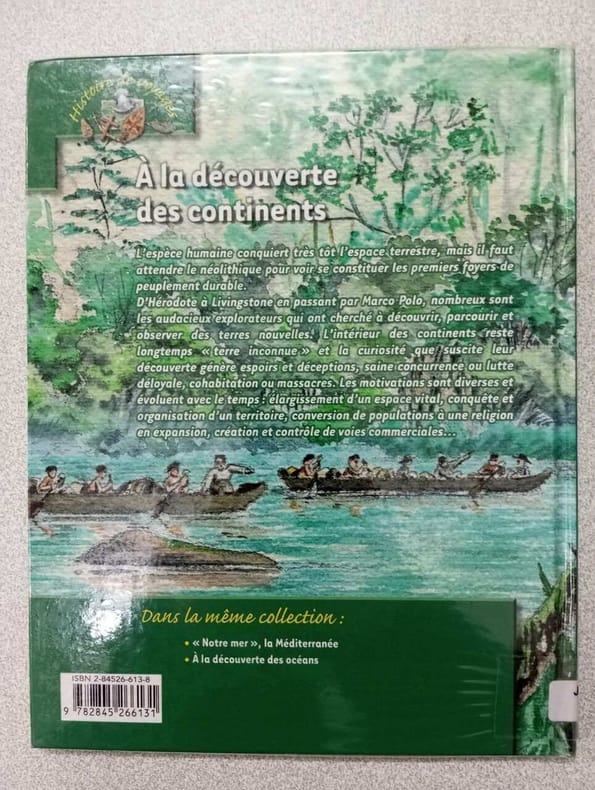 Histoire de voyages
À la découverte
des continents
L'espèce humaine conquiert très tôt l'espace terrestre, mais il faut
attendre le néolithique pour voir se constituer les premiers foyers de
peuplement durable.
D'Hérodote à Livingstone en passant par Marco Polo, nombreux sont
les audacieux explorateurs qui ont cherché à découvrir, parcourir et
observer des terres nouvelles. L'intérieur des continents reste
longtemps « terre inconnue » et la curiosité que suscite leur
découverte génère espoirs et déceptions, saine concurrence ou lutte
déloyale, cohabitation ou massacres. Les motivations sont diverses et
évoluent avec le temps : élargissement d'un espace vital, conquête et
organisation d'un territoire, conversion de populations à une religion
en expansion, création et contrôle de voies commerciales...
Dans la même collection :
• « Notre mer », la Méditerranée
• À la découverte des océans
ISBN 2-84526-613-8
9 782845 266131
J